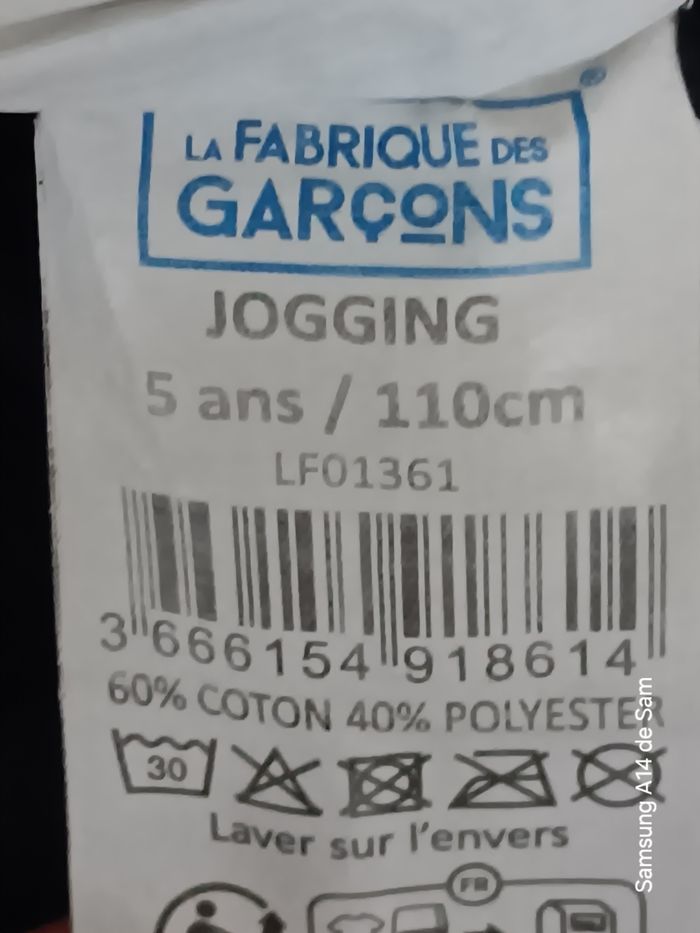 LA FABRIQUE DES
GARÇONS
JOGGING
5 ans / 110cm
LF01361
3 666154 918614
60% COTON 40% POLYESTER
30
Laver sur l'envers
FR
Samsung A14 de Sam